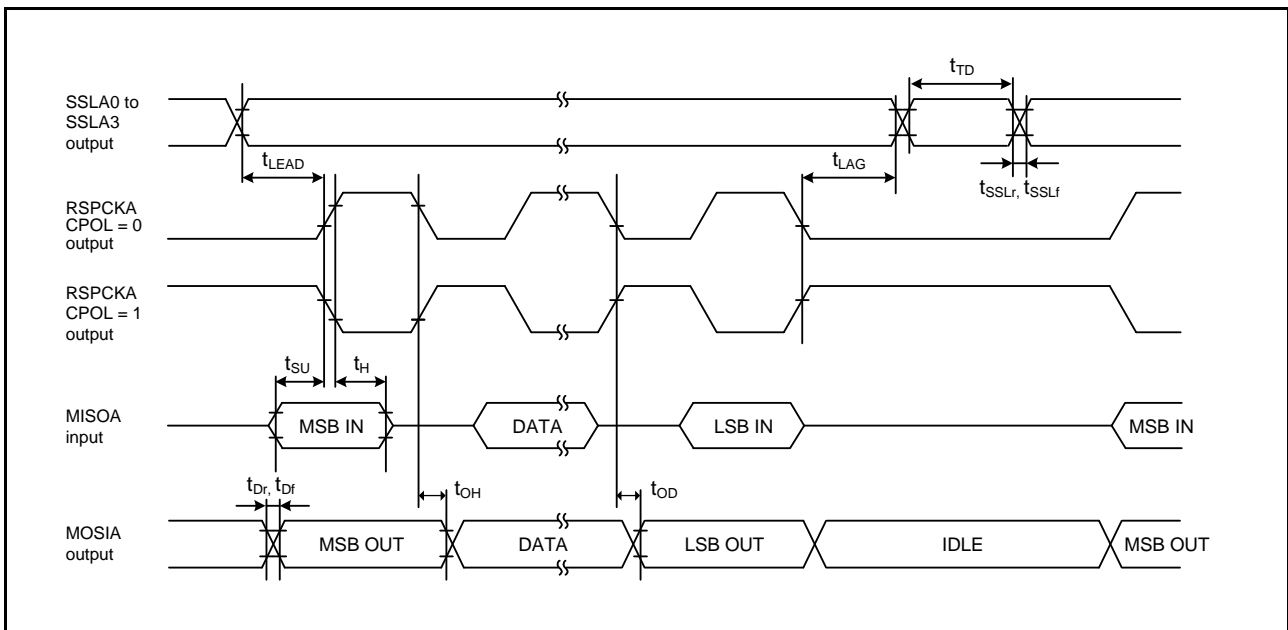 tTD
SSLA0 to
SSLA3
output
tLEAD
tLAG
tSSLr, tSSLf
RSPCKA
CPOL = 0
output
RSPCKA
CPOL = 1
output
tSU
tH
MISOA
input
MSB IN
DATA
LSB IN
MSB IN
tDr, tDf
tOH
tOD
MOSIA
output
MSB OUT
DATA
LSB OUT
IDLE
MSB OUT